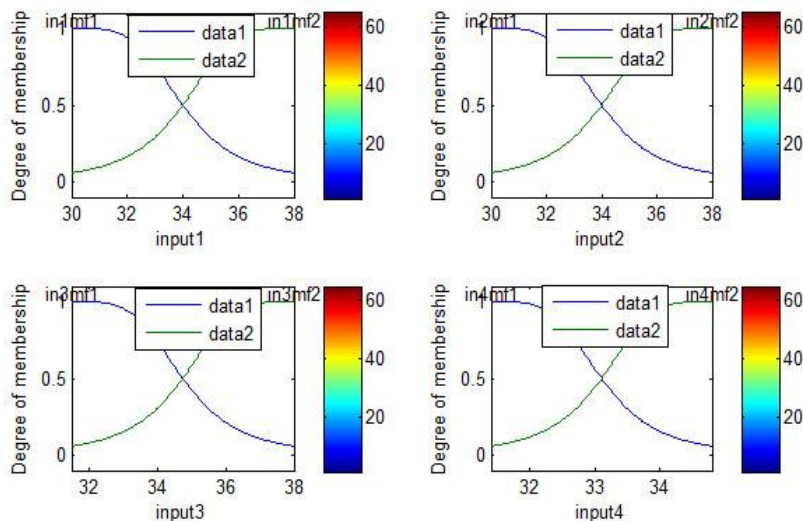 in1mf1 in1mf2
data1
data2
Degree of membership
1
0.5
0
30 32 34 36 38
input1
60
40
20
in2mf1 in2mf2
data1
data2
Degree of membership
1
0.5
0
30 32 34 36 38
input2
60
40
20
in3mf1 in3mf2
data1
data2
Degree of membership
1
0.5
0
32 34 36 38
input3
60
40
20
in4mf1 in4mf2
data1
data2
Degree of membership
1
0.5
0
32 33 34
input4
60
40
20